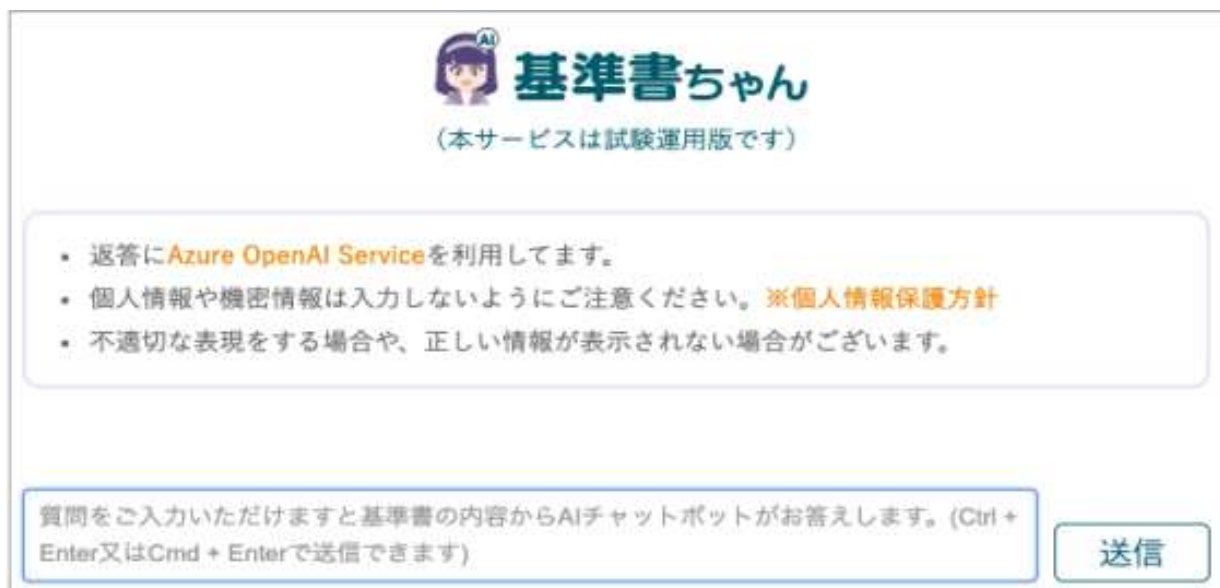 AI
基準書ちゃん
(本サービスは試験運用版です)
・ 返答にAzure OpenAI Serviceを利用してます。
・ 個人情報や機密情報は入力しないようにご注意ください。※個人情報保護方針
・ 不適切な表現をする場合や、正しい情報が表示されない場合がございます。
質問をご入力いただけますと基準書の内容からAIチャットボットがお答えします。(Ctrl +
Enter又はCmd + Enterで送信できます)
送信